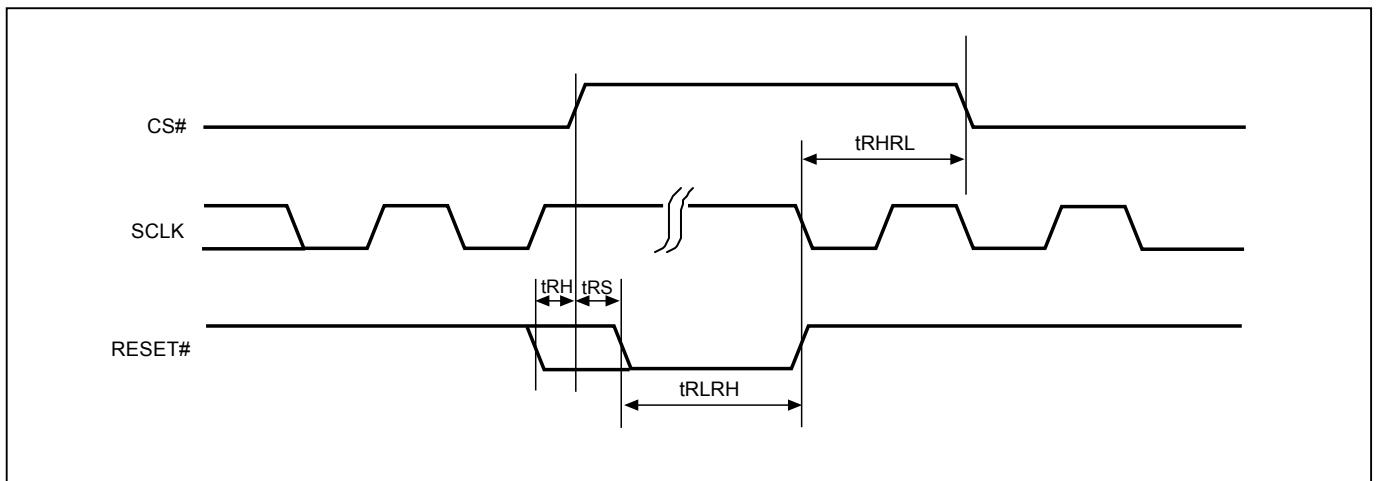 CS#
tRHRL
SCLK
tRH
tRS
RESET#
tRLRH